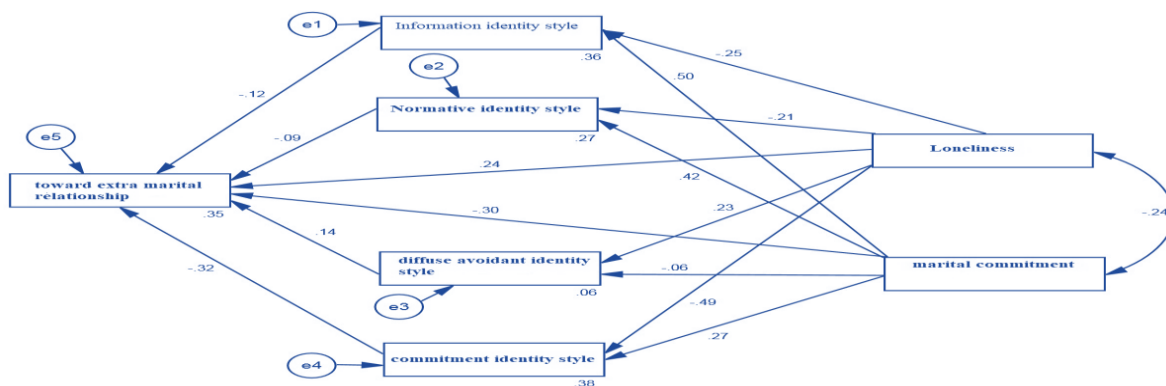 e1
Information identity style
.36
-.25
e2
.50
-.12
Normative identity style
-.21
.27
e5
-.09
Loneliness
.24
.42
toward extra marital
relationship
.35
-.30
.23
-.24
.14
diffuse avoidant identity
style
-.06
marital commitment
-.32
.06
e3
-.49
.27
commitment identity style
e4
.38